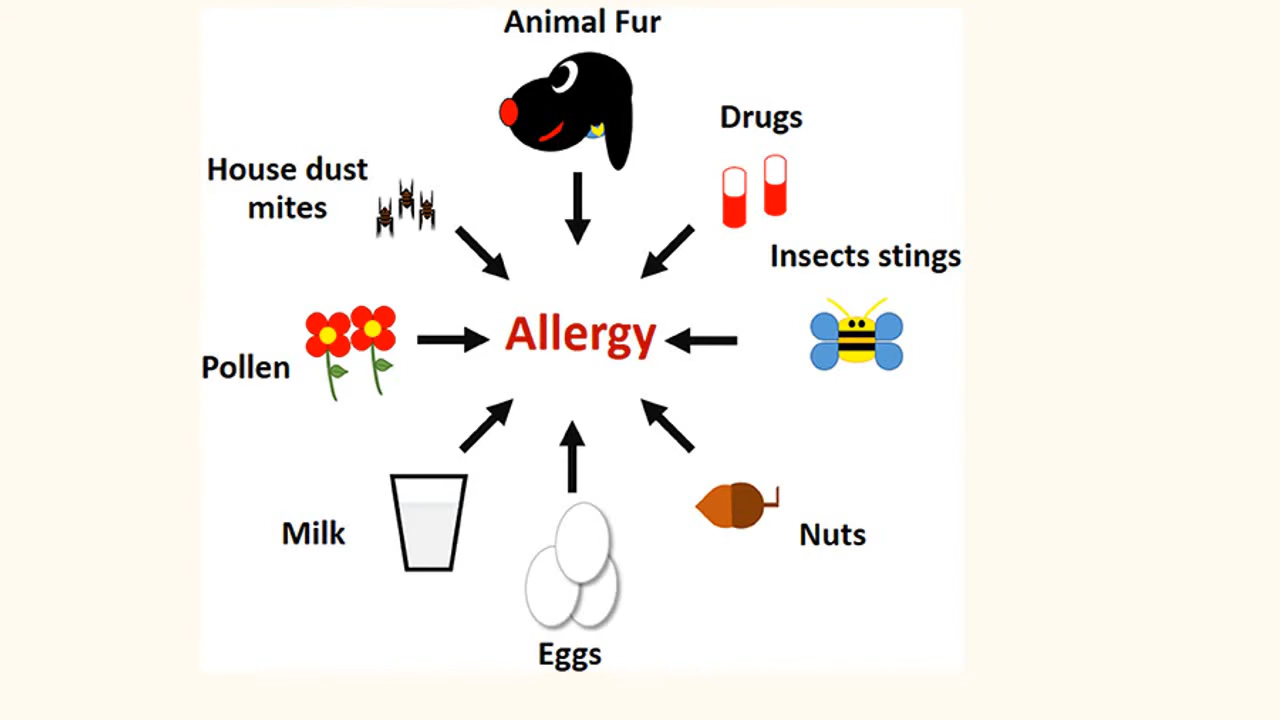 Animal Fur
Drugs
House dust
mites
Insects stings
Allergy
Pollen
Milk
Nuts
Eggs